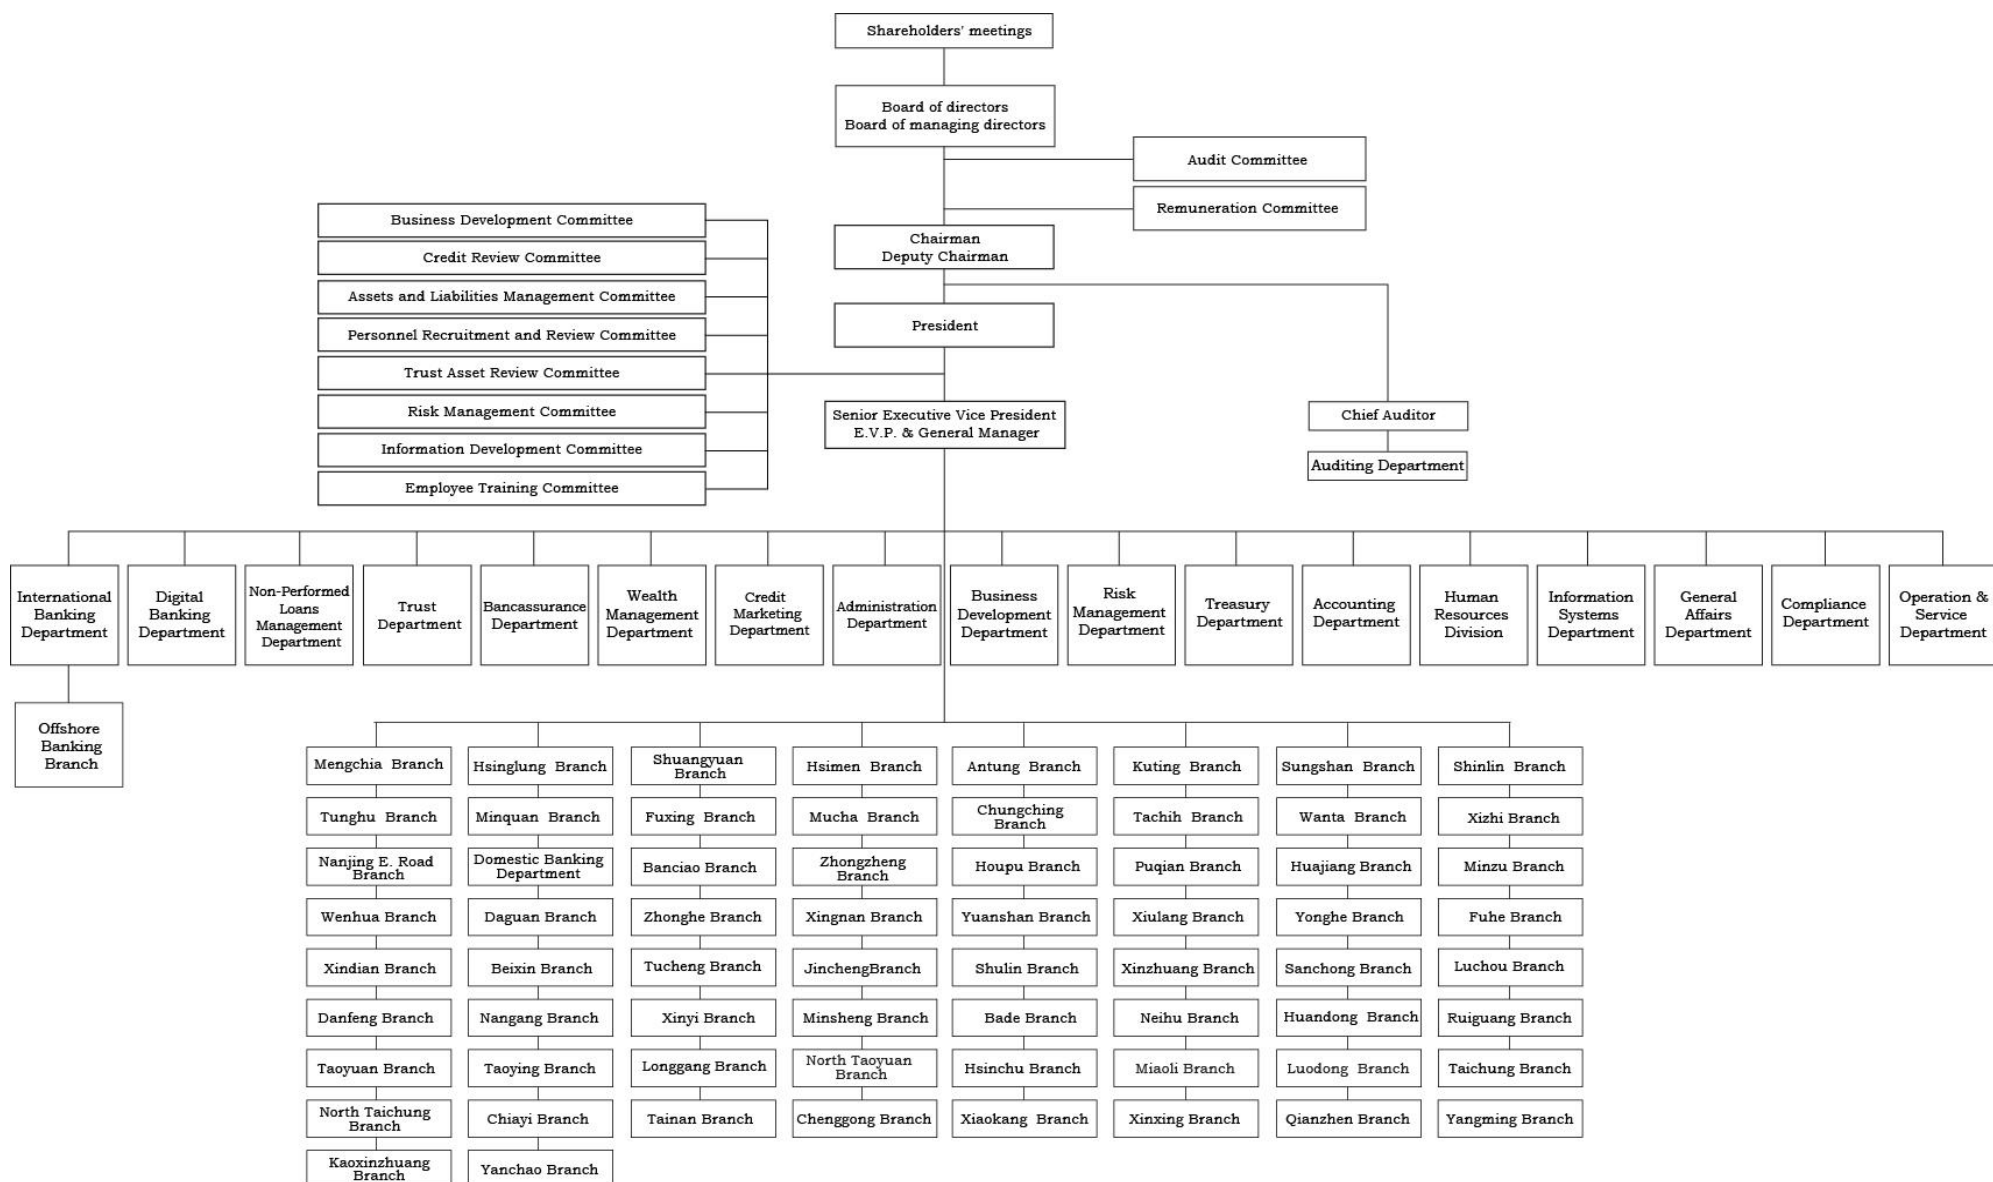 Shareholders' meetings
Board of directors
Board of managing directors
Audit Committee
Remuneration Committee
Business Development Committee
Credit Review Committee
Assets and Liabilities Management Committee
Personnel Recruitment and Review Committee
Trust Asset Review Committee
Risk Management Committee
Information Development Committee
Employee Training Committee
Chairman
Deputy Chairman
President
Senior Executive Vice President
E.V.P. & General Manager
Chief Auditor
Auditing Department
International
Banking
Department
Digital
Banking
Department
Non-Performed
Loans
Management
Department
Trust
Department
Bancassurance
Department
Wealth
Management
Department
Credit
Marketing
Department
Administration
Department
Business
Development
Department
Risk
Management
Department
Treasury
Department
Accounting
Department
Human
Resources
Division
Information
Systems
Department
General
Affairs
Department
Compliance
Department
Operation &
Service
Department
Offshore
Banking
Branch
Mengchia Branch
Hsinglung Branch
Shuangyuan
Branch
Hsimen Branch
Antung Branch
Kuting Branch
Sungshan Branch
Shinlin Branch
Tunghu Branch
Minquan Branch
Fuxing Branch
Mucha Branch
Chungching
Branch
Tachih Branch
Wanta Branch
Xizhi Branch
Nanjing E. Road
Branch
Domestic Banking
Department
Banciao Branch
Zhongzheng
Branch
Houpu Branch
Puqian Branch
Huajiang Branch
Minzu Branch
Wenhua Branch
Daguan Branch
Zhonghe Branch
Xingnan Branch
Yuanshan Branch
Xiulang Branch
Yonghe Branch
Fuhe Branch
Xindian Branch
Beixin Branch
Tucheng Branch
JinchengBranch
Shulin Branch
Xinzhuang Branch
Sanchong Branch
Luchou Branch
Danfeng Branch
Nangang Branch
Xinyi Branch
Minsheng Branch
Bade Branch
Neihu Branch
Huandong Branch
Ruiguang Branch
Taoyuan Branch
Taoying Branch
Longgang Branch
North Taoyuan
Branch
Hsinchu Branch
Miaoli Branch
Luodong Branch
Taichung Branch
North Taichung
Branch
Chiayi Branch
Tainan Branch
Chenggong Branch
Xiaokang Branch
Xinxing Branch
Qianzhen Branch
Yangming Branch
Kaoxinzhuang
Branch
Yanchao Branch